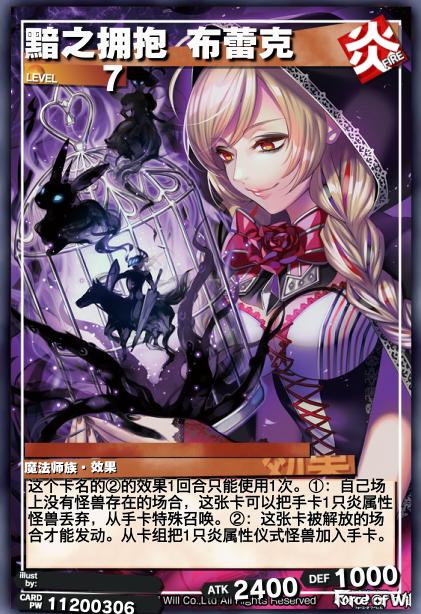 黯之拥抱 布蕾克
炎
FIRE
LEVEL
7
魔法师族·效果
这个卡名的②的效果1回合只能使用1次。①：自己场
上没有怪兽存在的场合，这张卡可以把手卡1只炎属性
怪兽丢弃，从手卡特殊召唤。②：这张卡被解放的场
合才能发动。从卡组把1只炎属性仪式怪兽加入手卡。
illust
by:
CARD
PW 11200306
Will Co.,Ltd All Rights Reserved
ATK 2400 DEF 1000
Force of Wil